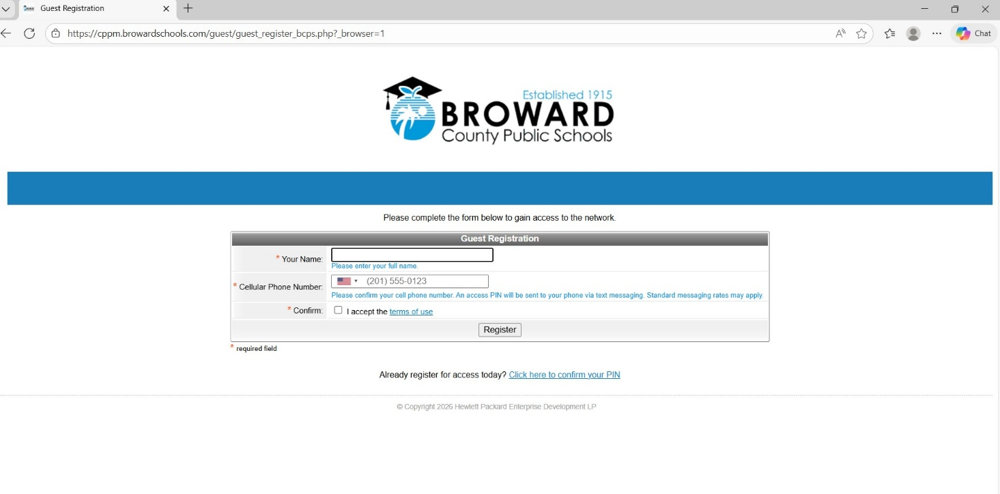 Guest Registration
https://cppm.browardschools.com/guest/guest_register_bcps.php?_browser=1
Chat
Established 1915
BROWARD
County Public Schools
Please complete the form below to gain access to the network.
Guest Registration
* Your Name:
Please enter your full name.
* Cellular Phone Number: (201) 555-0123
Please confirm your cell phone number. An access PIN will be sent to your phone via text messaging. Standard messaging rates may apply.
* Confirm: I accept the terms of use
Register
* required field
Already register for access today? Click here to confirm your PIN
© Copyright 2026 Hewlett Packard Enterprise Development LP